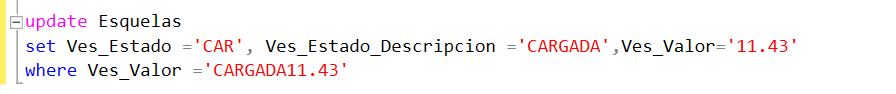 update Esquelas
set Ves_Estado ='CAR', Ves_Estado_Descripcion ='CARGADA',Ves_Valor='11.43'
where Ves_Valor ='CARGADA11.43'